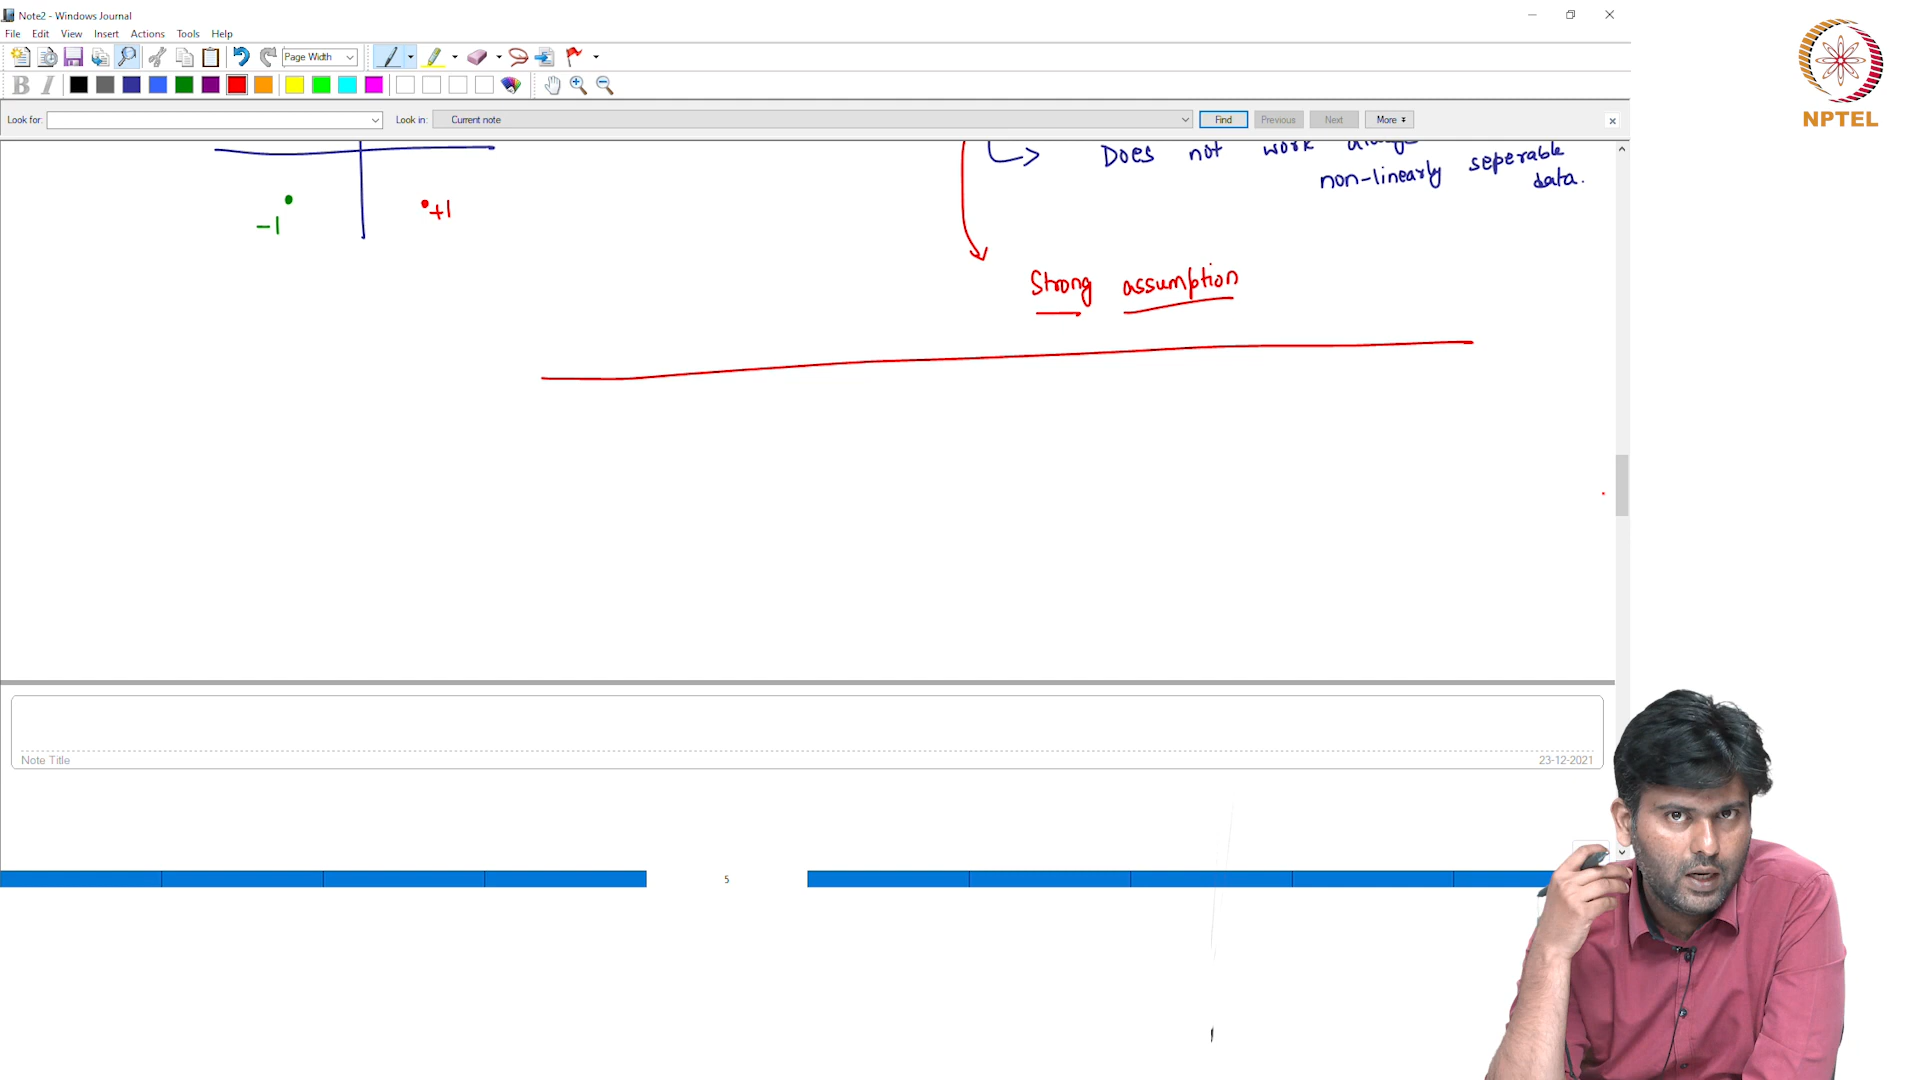 Note2 - Windows Journal
File Edit View Insert Actions Tools Help
Page Width
B I
Look for: Look in: Current note Find Previous Next More
NPTEL
Does not work
non-linearly seperable
data.
-1
+1
Strong assumption
Note Title 23-12-2021
5